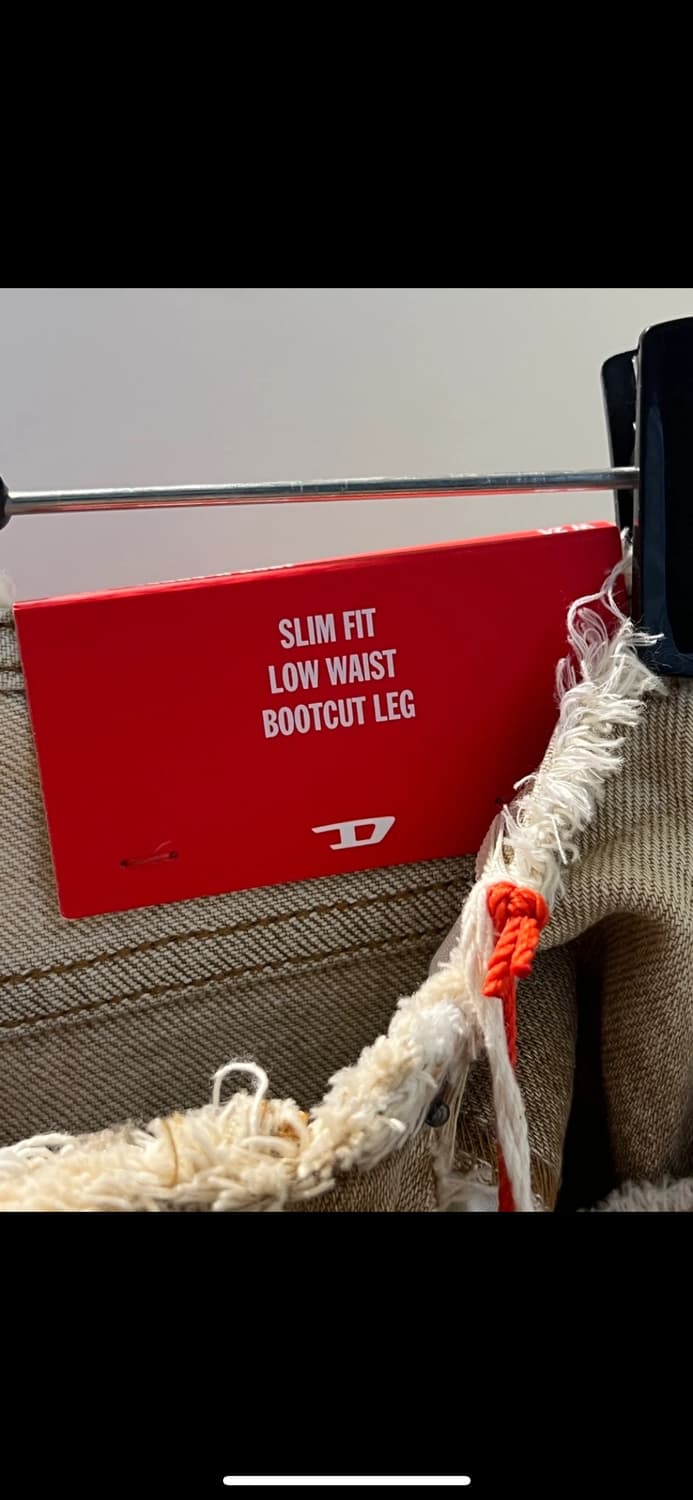 SLIM FIT
LOW WAIST
BOOTCUT LEG
D